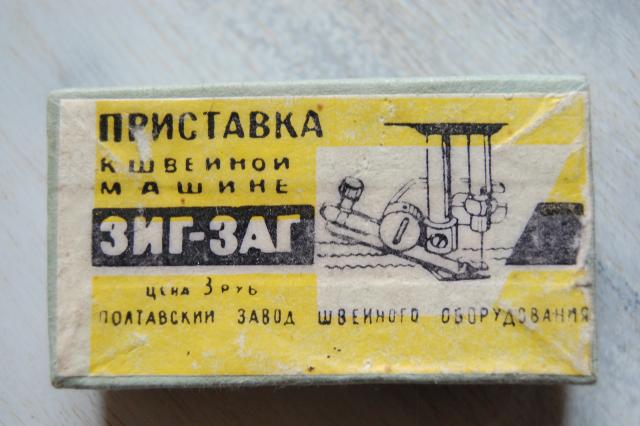 ПРИСТАВКА
К ШВЕЙНОЙ
МАШИНЕ
ЗИГ-ЗАГ
ЦЕНА 3 РУБ
ПОЛТАВСКИЙ ЗАВОД ШВЕЙНОГО ОБОРУДОВАНИЯ